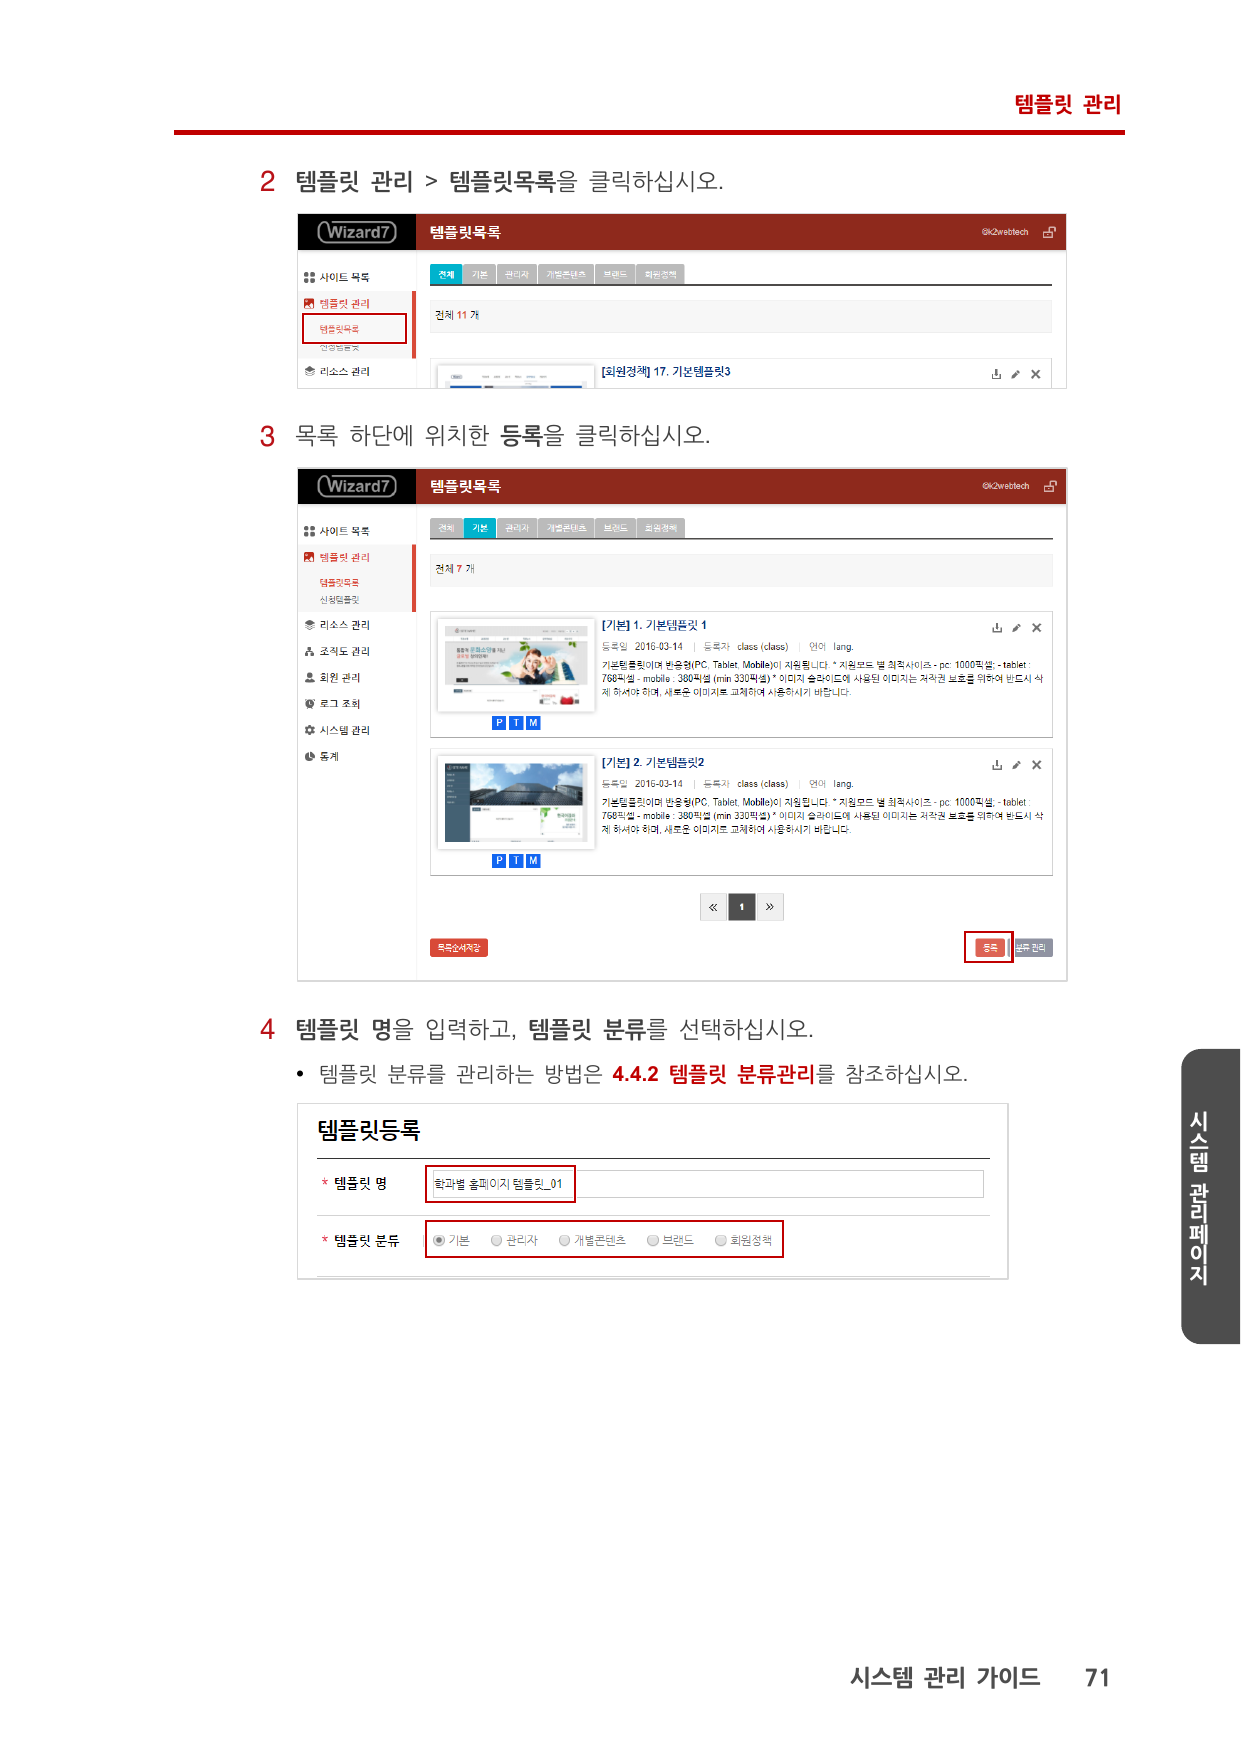 템플릿 관리
2 템플릿 관리 > 템플릿목록을 클릭하십시오.
Wizard7 템플릿목록 @k2webtech
사이트 목록 전체 기본 관리자 개별콘텐츠 브랜드 회원정책
템플릿 관리
템플릿목록 전체 11 개
신청템플릿
리소스 관리 [회원정책] 17. 기본템플릿3
3 목록 하단에 위치한 등록을 클릭하십시오.
Wizard7 템플릿목록 @k2webtech
사이트 목록 전체 기본 관리자 개별콘텐츠 브랜드 회원정책
템플릿 관리 전체 7 개
템플릿목록
신청템플릿
리소스 관리
조직도 관리
회원 관리
로그 조회
시스템 관리
통계
[기본] 1. 기본템플릿 1
등록일 2016-03-14 | 등록자 class (class) | 언어 lang.
기본템플릿이며 반응형(PC, Tablet, Mobile)이 지원됩니다. * 지원모드 별 최적사이즈 - pc: 1000픽셀; - tablet :
768픽셀 - mobile : 380픽셀 (min 330픽셀) * 이미지 슬라이드에 사용된 이미지는 저작권 보호를 위하여 반드시 삭
제 하셔야 하며, 새로운 이미지로 교체하여 사용하시기 바랍니다.
P T M
[기본] 2. 기본템플릿2
등록일 2016-03-14 | 등록자 class (class) | 언어 lang.
기본템플릿이며 반응형(PC, Tablet, Mobile)이 지원됩니다. * 지원모드 별 최적사이즈 - pc: 1000픽셀; - tablet :
768픽셀 - mobile : 380픽셀 (min 330픽셀) * 이미지 슬라이드에 사용된 이미지는 저작권 보호를 위하여 반드시 삭
제 하셔야 하며, 새로운 이미지로 교체하여 사용하시기 바랍니다.
P T M
« 1 »
목록순서저장 등록 분류 관리
4 템플릿 명을 입력하고, 템플릿 분류를 선택하십시오.
• 템플릿 분류를 관리하는 방법은 4.4.2 템플릿 분류관리를 참조하십시오.
템플릿등록
* 템플릿 명 학과별 홈페이지 템플릿_01
* 템플릿 분류 기본 관리자 개별콘텐츠 브랜드 회원정책
시스템 관리페이지
시스템 관리 가이드 71